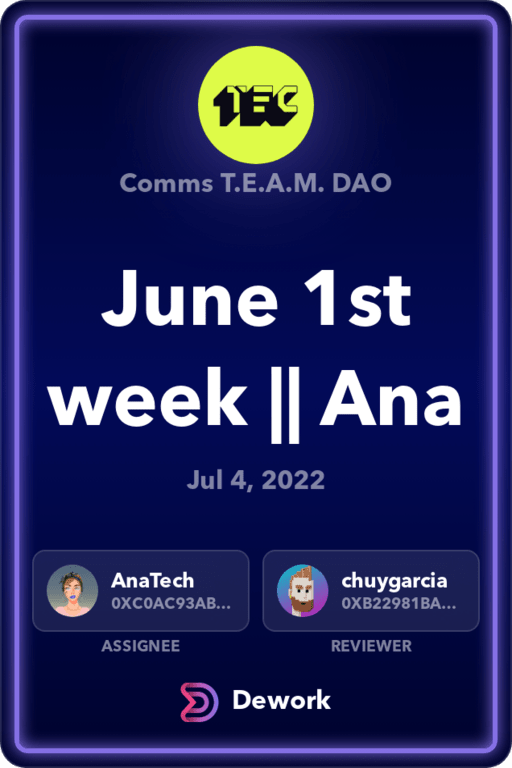 TEC
Comms T.E.A.M. DAO
June 1st
week || Ana
Jul 4, 2022
AnaTech
0XC0AC93AB...
chuygarcia
0XB22981BA...
ASSIGNEE
REVIEWER
Dework